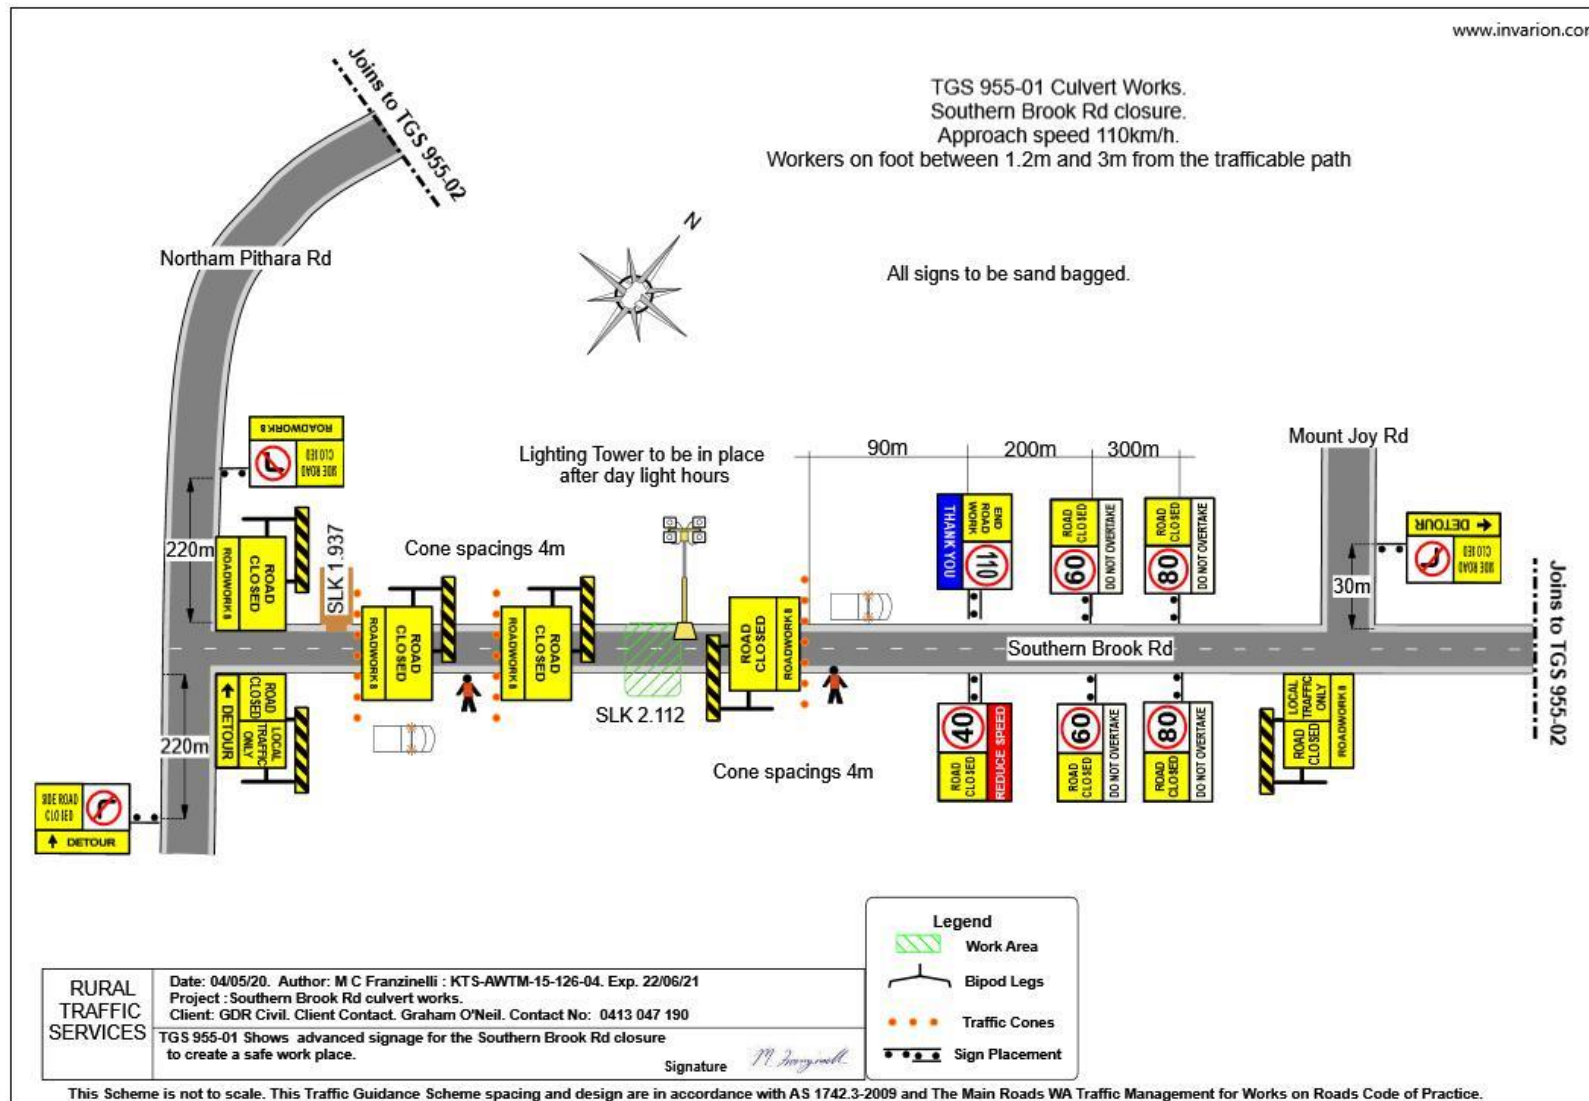 www.invarion.com
TGS 955-01 Culvert Works.
Southern Brook Rd closure.
Approach speed 110km/h.
Workers on foot between 1.2m and 3m from the trafficable path
Joins to TGS 955-02
Northam Pithara Rd
N
All signs to be sand bagged.
ROADWORK 8
SIDE ROAD
CLOSED
220m
ROAD
CLOSED
ROADWORK 8
SLK 1.937
Cone spacings 4m
Lighting Tower to be in place
after day light hours
90m
200m
300m
Mount Joy Rd
THANK YOU
END
ROAD
WORK
110
ROAD
CLOSED
60
DO NOT OVERTAKE
ROAD
CLOSED
80
DO NOT OVERTAKE
DETOUR
SIDE ROAD
CLOSED
30m
Joins to TGS 955-02
ROAD
CLOSED
ROADWORK 8
ROAD
CLOSED
ROADWORK 8
ROAD
CLOSED
ROADWORK 8
Southern Brook Rd
SLK 2.112
Cone spacings 4m
220m
DETOUR
ROAD
CLOSED
LOCAL
TRAFFIC
ONLY
SIDE ROAD
CLOSED
DETOUR
40
ROAD
CLOSED
REDUCE SPEED
60
ROAD
CLOSED
DO NOT OVERTAKE
80
ROAD
CLOSED
DO NOT OVERTAKE
LOCAL
TRAFFIC
ONLY
ROAD
CLOSED
ROADWORK 8
Legend
Work Area
Bipod Legs
Traffic Cones
Sign Placement
RURAL
TRAFFIC
SERVICES
Date: 04/05/20. Author: M C Franzinelli : KTS-AWTM-15-126-04. Exp. 22/06/21
Project : Southern Brook Rd culvert works.
Client: GDR Civil. Client Contact. Graham O'Neil. Contact No: 0413 047 190
TGS 955-01 Shows advanced signage for the Southern Brook Rd closure
to create a safe work place.
Signature
This Scheme is not to scale. This Traffic Guidance Scheme spacing and design are in accordance with AS 1742.3-2009 and The Main Roads WA Traffic Management for Works on Roads Code of Practice.